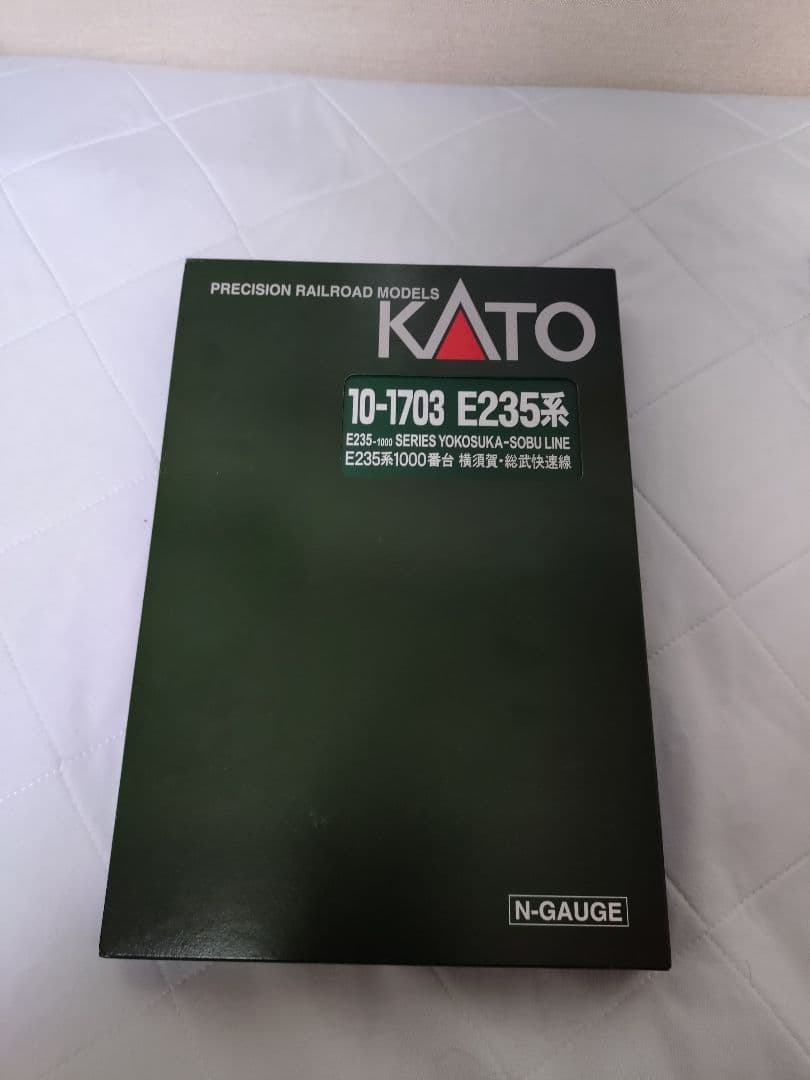 PRECISION RAILROAD MODELS
KATO
10-1703 E235系
E235-1000 SERIES YOKOSUKA-SOBU LINE
E235系1000番台 横須賀・総武快速線
N-GAUGE